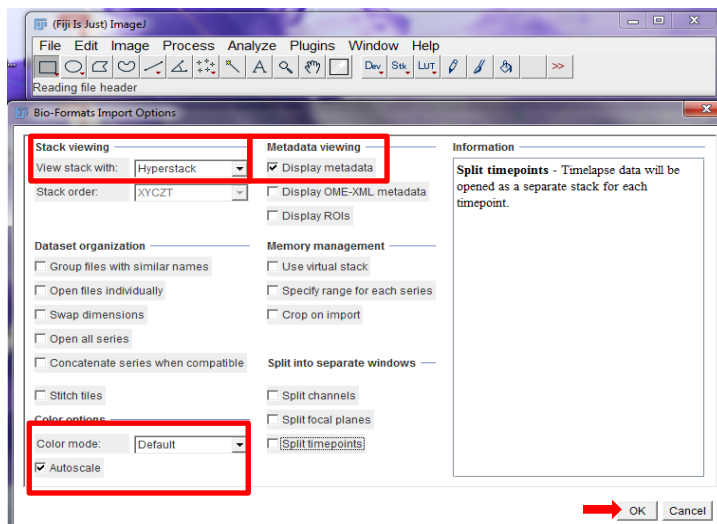 (Fiji Is Just) ImageJ
File Edit Image Process Analyze Plugins Window Help
A Dev Stk LUT >>
Reading file header
Bio-Formats Import Options
Stack viewing
View stack with: Hyperstack
Stack order: XYCZT
Metadata viewing
Display metadata
Display OME-XML metadata
Display ROIs
Information
Split timepoints - Timelapse data will be
opened as a separate stack for each
timepoint.
Dataset organization
Group files with similar names
Open files individually
Swap dimensions
Open all series
Concatenate series when compatible
Stitch tiles
Memory management
Use virtual stack
Specify range for each series
Crop on import
Split into separate windows
Split channels
Split focal planes
Split timepoints
Color options
Color mode: Default
Autoscale
OK Cancel